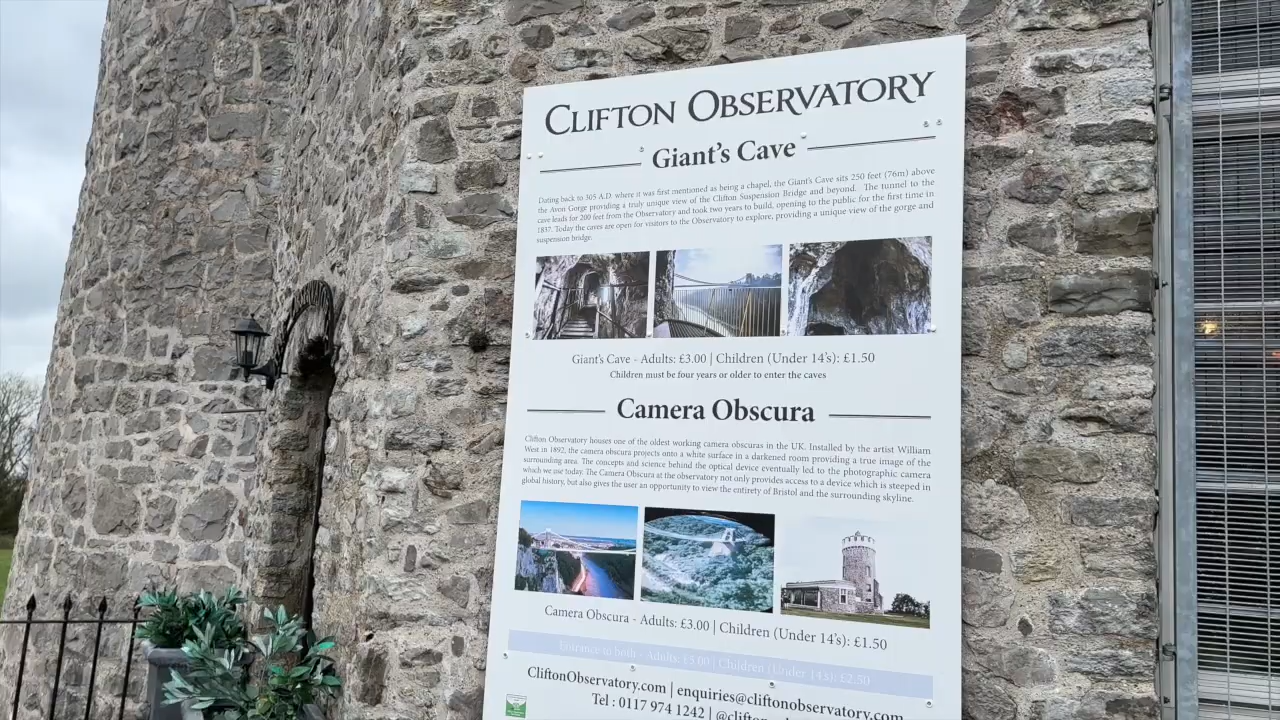 CLIFTON OBSERVATORY
Giant's Cave
Dating back to 305 A.D. where it was first mentioned as being a chapel, the Giant's Cave sits 250 feet (76m) above
the Avon Gorge providing a truly unique view of the Clifton Suspension Bridge and beyond. The tunnel to the
cave leads for 200 feet from the Observatory and took two years to build, opening to the public for the first time in
1837. Today the caves are open for visitors to the Observatory to explore, providing a unique view of the gorge and
suspension bridge.
Giant's Cave - Adults: £3.00 | Children (Under 14's): £1.50
Children must be four years or older to enter the caves
Camera Obscura
Clifton Observatory houses one of the oldest working camera obscuras in the UK. Installed by the artist William
West in 1892, the camera obscura projects onto a white surface in a darkened room providing a true image of the
surrounding area. The concepts and science behind the optical device eventually led to the photographic camera
which we use today. The Camera Obscura at the observatory not only provides access to a device which is steeped in
global history, but also gives the user an opportunity to view the entirety of Bristol and the surrounding skyline.
Camera Obscura - Adults: £3.00 | Children (Under 14's): £1.50
Entrance to both - Adults: £5.00 | Children (Under 14's): £2.50
CliftonObservatory.com | enquiries@cliftonobservatory.com
Tel : 0117 974 1242 |